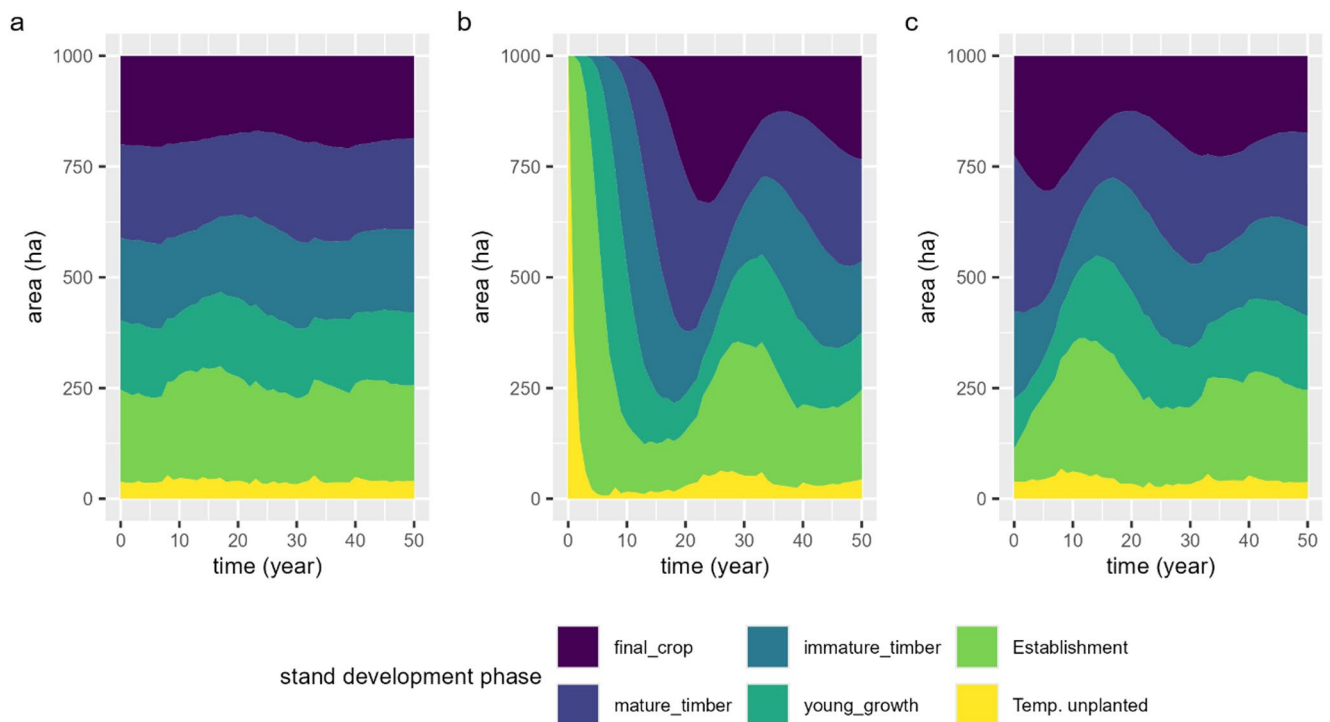 a
b
c
1000
750
500
250
0
area (ha)
0 10 20 30 40 50
time (year)
1000
750
500
250
0
area (ha)
0 10 20 30 40 50
time (year)
1000
750
500
250
0
area (ha)
0 10 20 30 40 50
time (year)
stand development phase
final_crop
immature_timber
Establishment
mature_timber
young_growth
Temp. unplanted